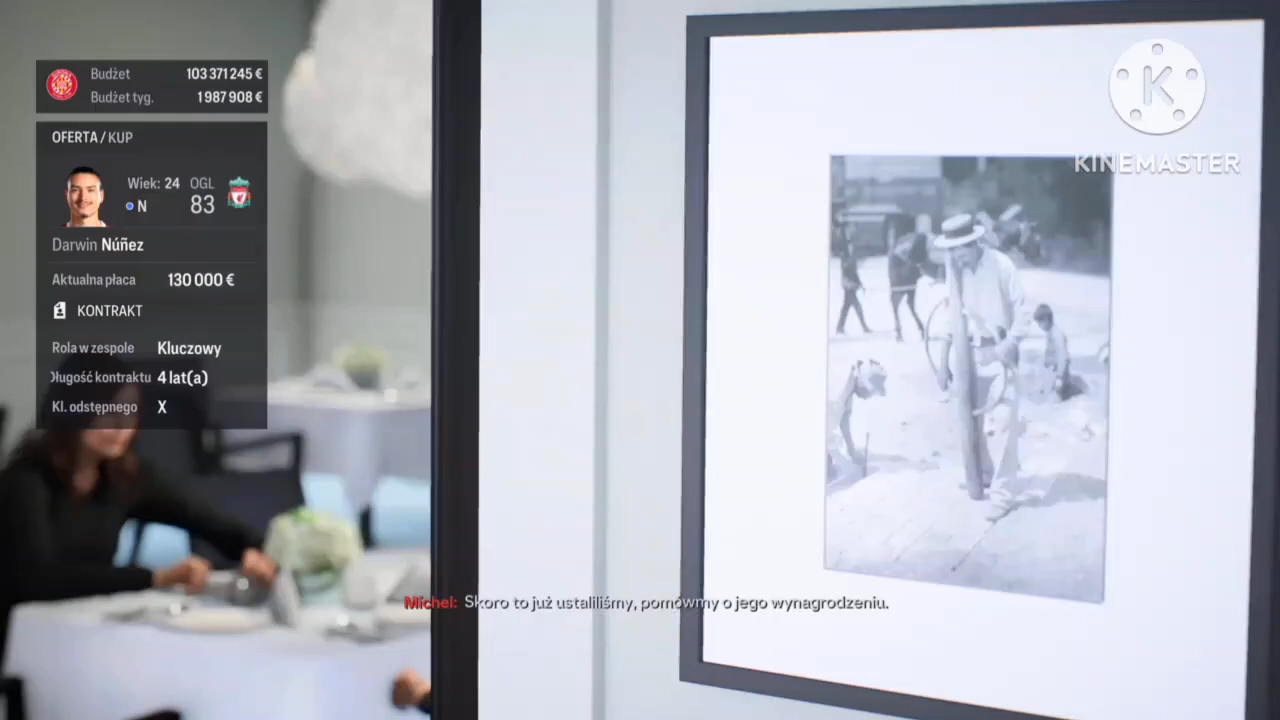 Budżet 103 371 245 €
Budżet tyg. 1 987 908 €
OFERTA / KUP
Wiek: 24 OGL
N 83
Darwin Núñez
Aktualna płaca 130 000 €
KONTRAKT
Rola w zespole Kluczowy
Długość kontraktu 4 lat(a)
Kl. odstępnego X
K
KINEMASTER
Michel: Skoro to już ustaliliśmy, pomówmy o jego wynagrodzeniu.